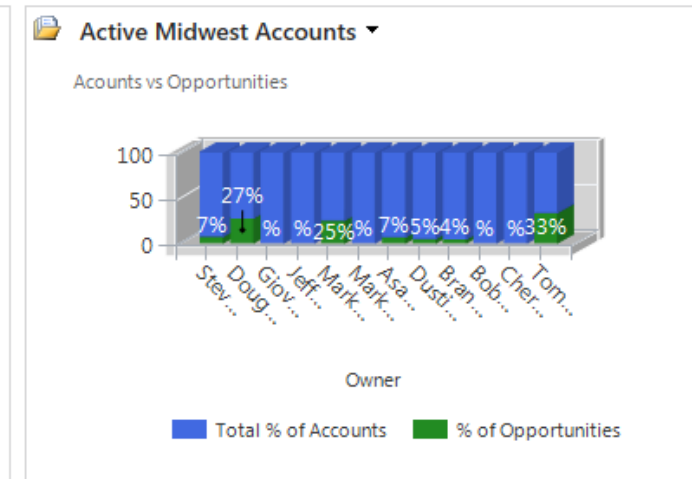 Active Midwest Accounts
Acounts vs Opportunities
100
50
0
7% 27% % % 25% % 7% 5% 4% % % 33%
Stev... Doug... Giov... Jeff... Mark... Mark... Asa... Dusti... Bran... Bob... Cher... Tom...
Owner
Total % of Accounts % of Opportunities